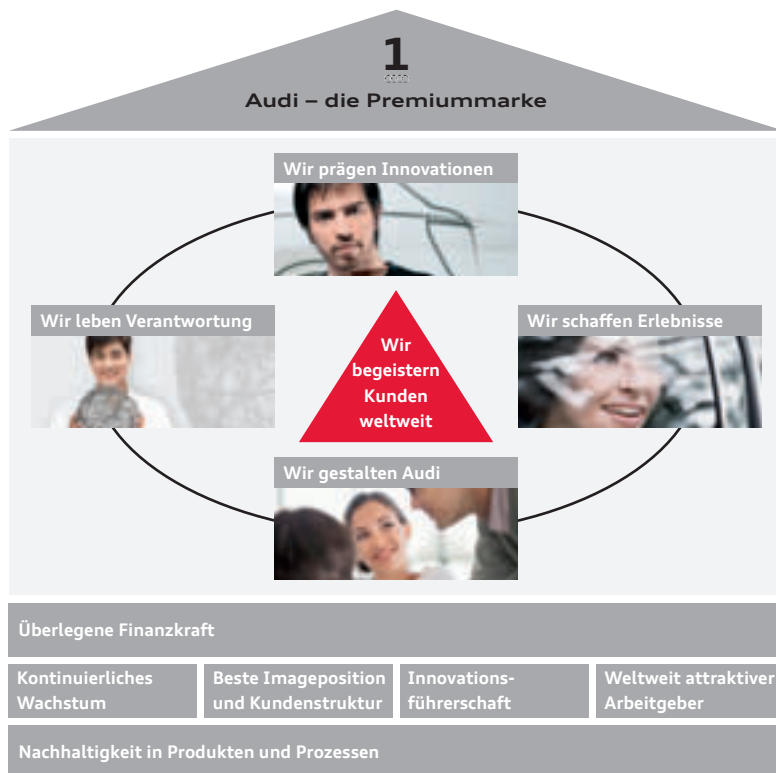 1
Audi – die Premiummarke
Wir prägen Innovationen
Wir leben Verantwortung
Wir schaffen Erlebnisse
Wir
begeistern
Kunden
weltweit
Wir gestalten Audi
Überlegene Finanzkraft
Kontinuierliches
Wachstum
Beste Imageposition
und Kundenstruktur
Innovations-
führerschaft
Weltweit attraktiver
Arbeitgeber
Nachhaltigkeit in Produkten und Prozessen